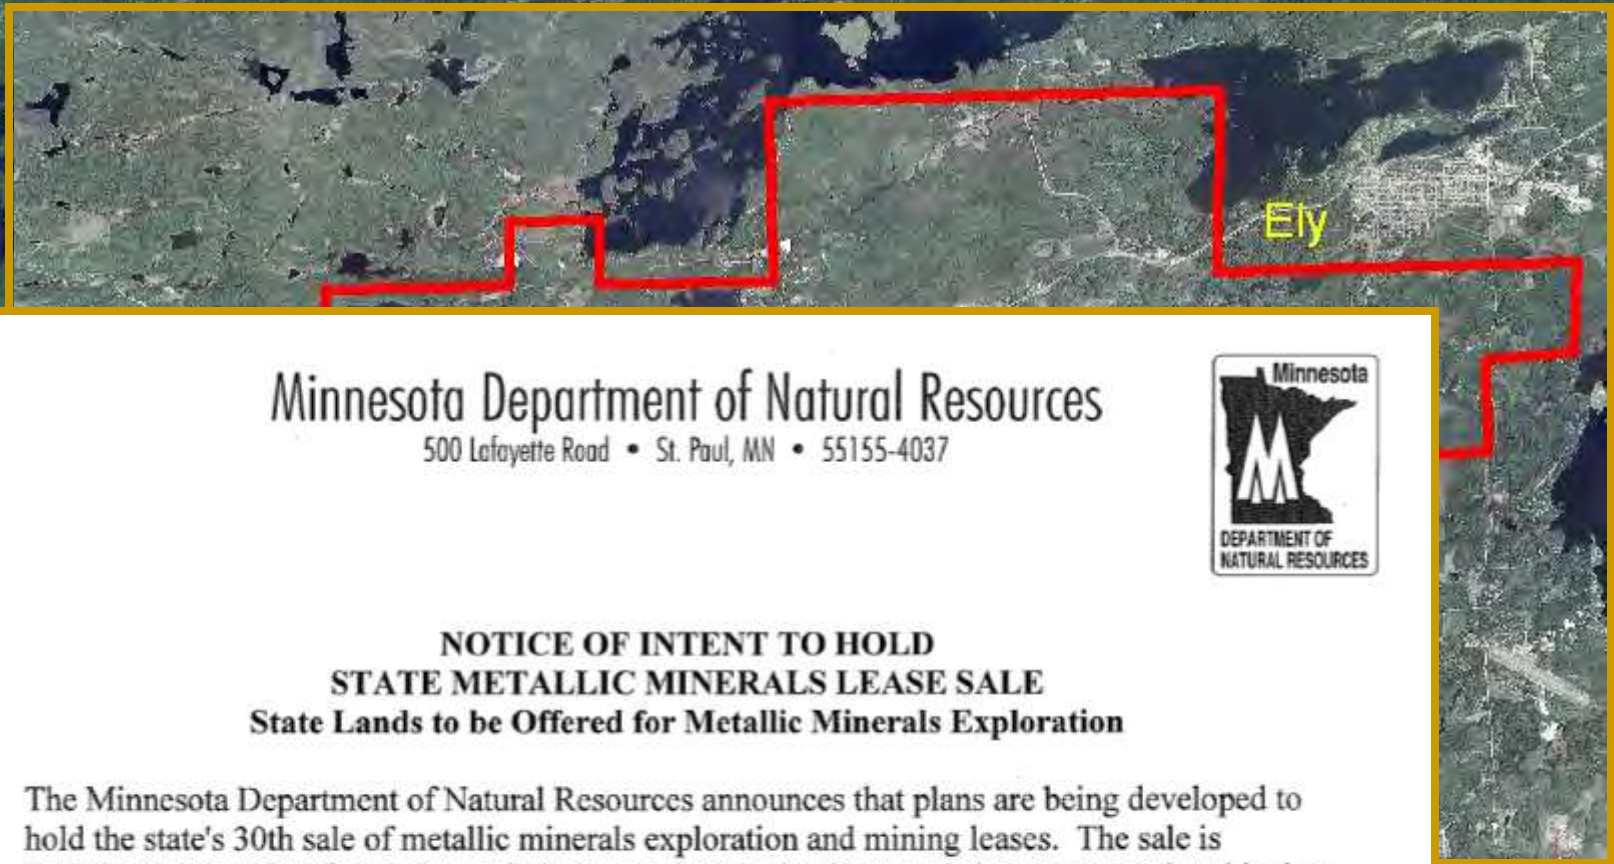 Ely
Minnesota Department of Natural Resources
500 Lafayette Road • St. Paul, MN • 55155-4037
Minnesota
M
DEPARTMENT OF
NATURAL RESOURCES
NOTICE OF INTENT TO HOLD
STATE METALLIC MINERALS LEASE SALE
State Lands to be Offered for Metallic Minerals Exploration
The Minnesota Department of Natural Resources announces that plans are being developed to
hold the state's 30th sale of metallic minerals exploration and mining leases. The sale is